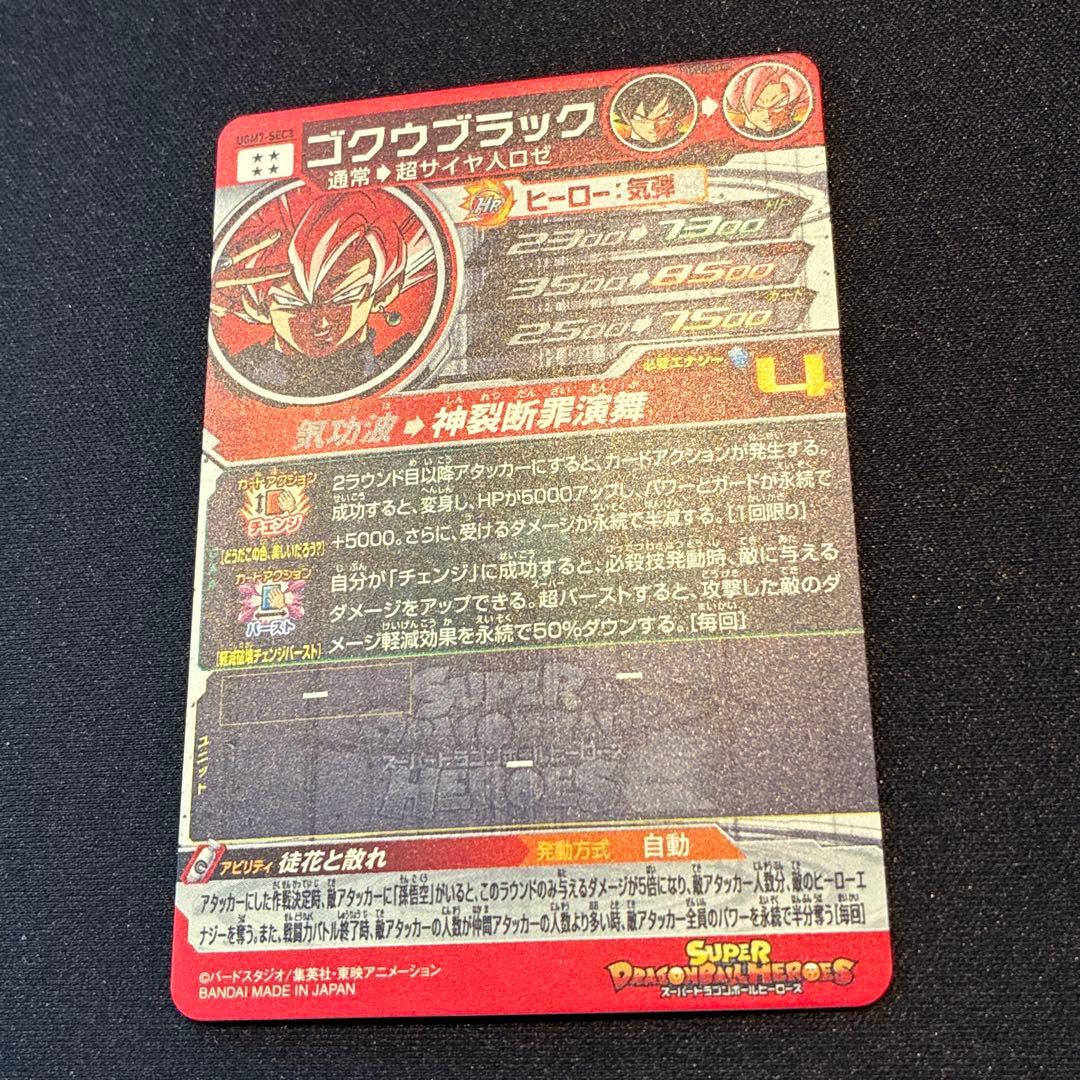 UGM7-SEC3
ゴクウブラック
通常➡超サイヤ人ロゼ
HR ヒーロー:気弾
2300➡7300
3500➡8500
ガード
2500➡7500
必要エナジー 4
気功波➡神裂断罪演舞
カードアクション
チェンジ
[どうだこの色、美しいだろう?]
2ラウンド目以降アタッカーにすると、カードアクションが発生する。
成功すると、変身し、HPが5000アップし、パワーとガードが永続で
+5000。さらに、受けるダメージが永続で半減する。[1回限り]
カードアクション
バースト
[軽減破壊チェンジバースト]
自分が「チェンジ」に成功すると、必殺技発動時、敵に与える
ダメージをアップできる。超バーストすると、攻撃した敵のダ
メージ軽減効果を永続で50%ダウンする。[毎回]
ユニット
ー
ー
ー
SUPER
DRAGONBALL
スーパードラゴンボールヒーローズ
HEROES
アビリティ 徒花と散れ 発動方式 自動
アタッカーにした作戦決定時、敵アタッカーに「孫悟空」がいると、このラウンドのみ与えるダメージが5倍になり、敵アタッカー人数分、敵のヒーローエ
ナジーを奪う。また、戦闘力バトル終了時、敵アタッカーの人数が仲間アタッカーの人数より多い時、敵アタッカー全員のパワーを永続で半分奪う[毎回]
©バードスタジオ/集英社・東映アニメーション
BANDAI MADE IN JAPAN
SUPER
DRAGONBALL HEROES
スーパードラゴンボールヒーローズ